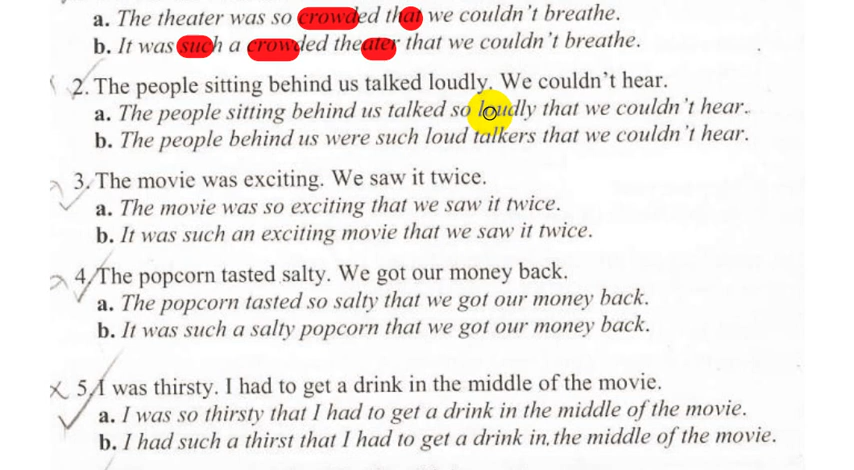 a. The theater was so crowded that we couldn't breathe.
b. It was such a crowded theater that we couldn't breathe.
2. The people sitting behind us talked loudly. We couldn't hear.
a. The people sitting behind us talked so loudly that we couldn't hear.
b. The people behind us were such loud talkers that we couldn't hear.
3. The movie was exciting. We saw it twice.
a. The movie was so exciting that we saw it twice.
b. It was such an exciting movie that we saw it twice.
4. The popcorn tasted salty. We got our money back.
a. The popcorn tasted so salty that we got our money back.
b. It was such a salty popcorn that we got our money back.
5. I was thirsty. I had to get a drink in the middle of the movie.
a. I was so thirsty that I had to get a drink in the middle of the movie.
b. I had such a thirst that I had to get a drink in the middle of the movie.